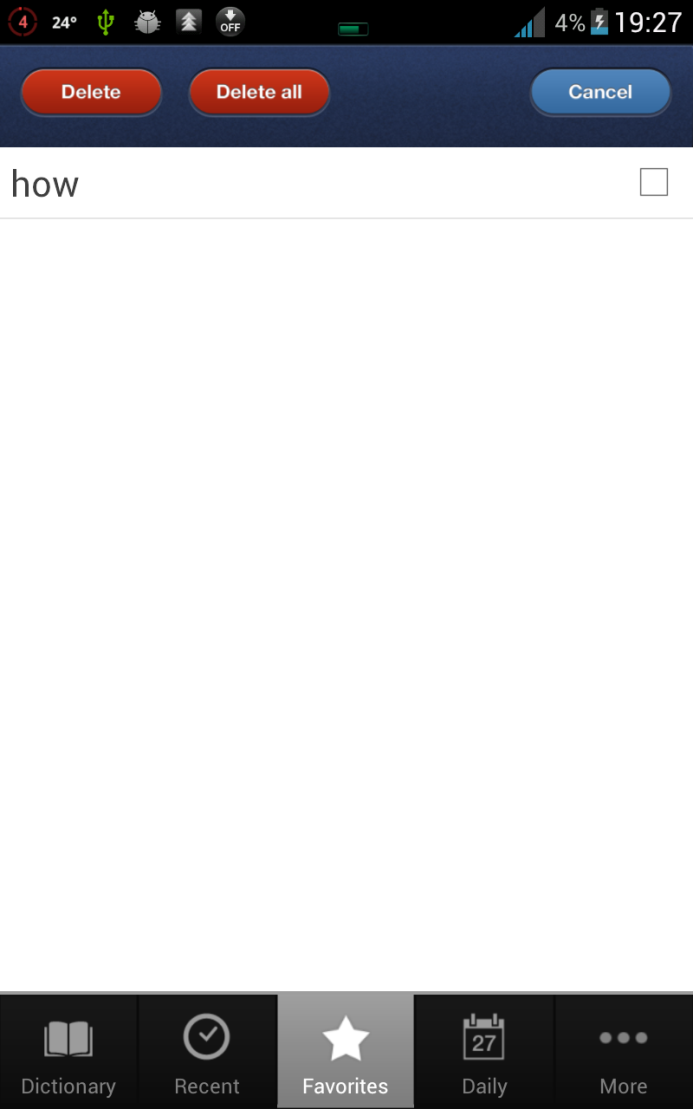 4 24° OFF 4% 19:27
Delete Delete all Cancel
how
27
Dictionary Recent Favorites Daily More